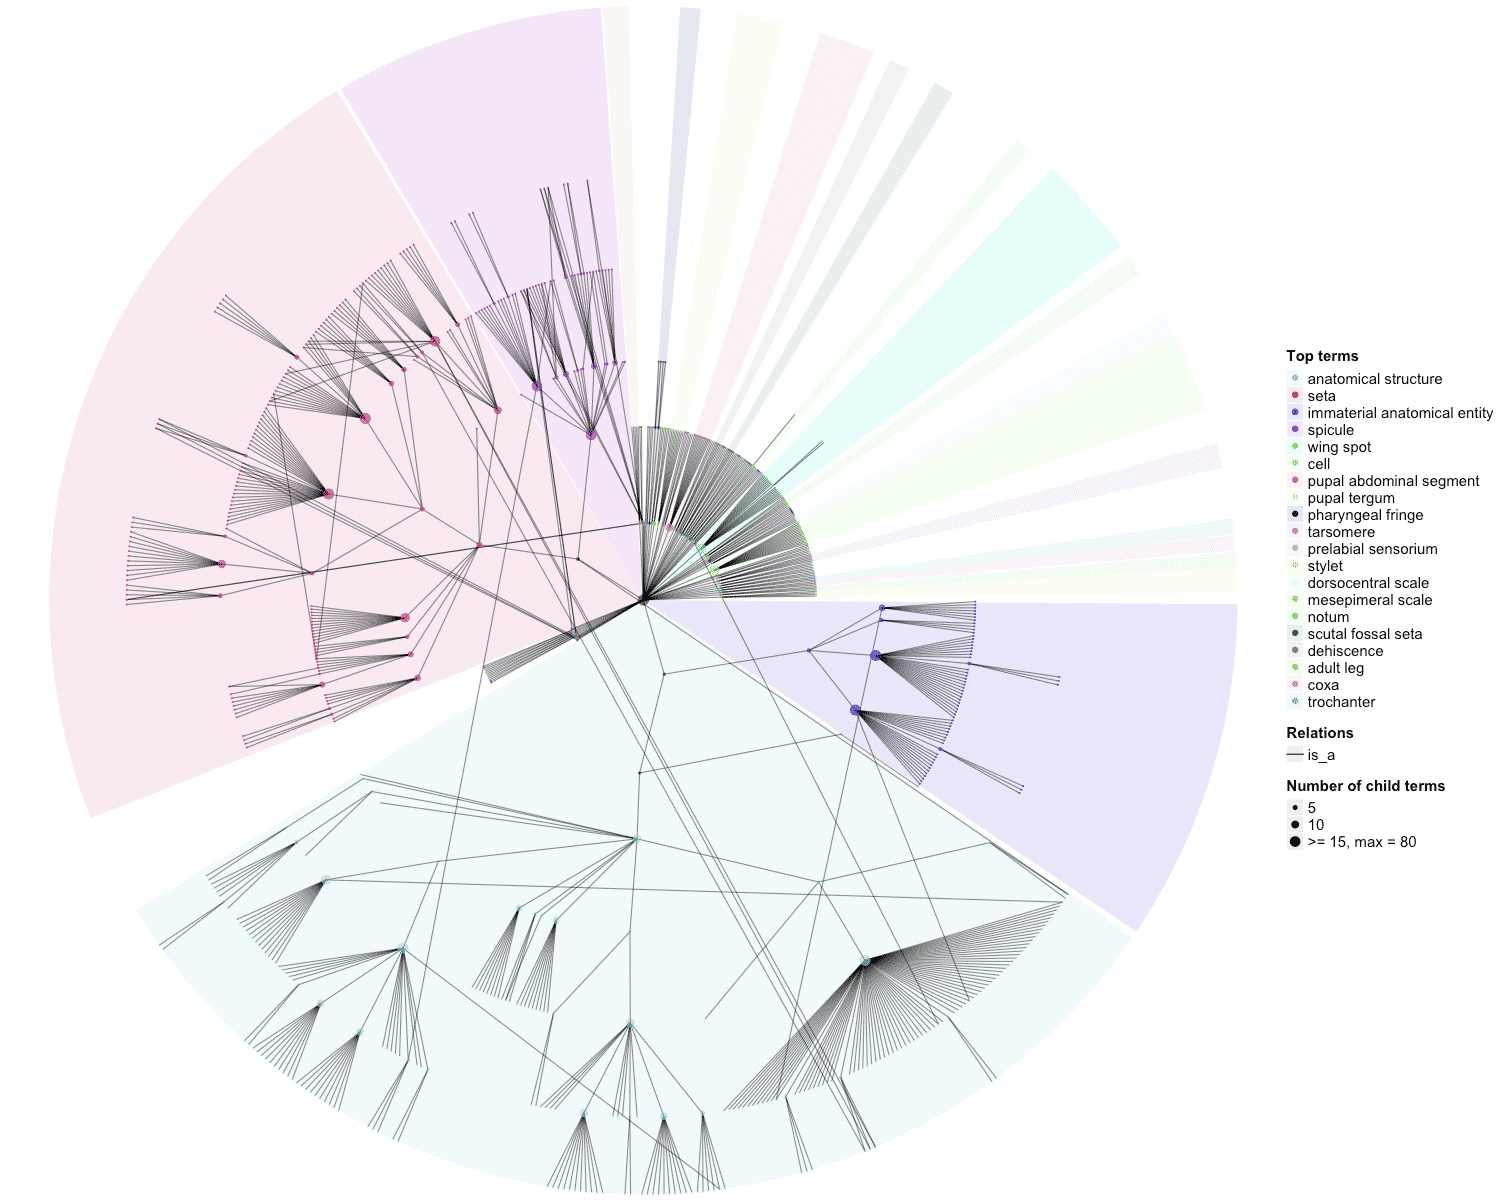 Top terms
anatomical structure
seta
immaterial anatomical entity
spicule
wing spot
cell
pupal abdominal segment
pupal tergum
pharyngeal fringe
tarsomere
prelabial sensorium
stylet
dorsocentral scale
mesepimeral scale
notum
scutal fossal seta
dehiscence
adult leg
coxa
trochanter
Relations
is_a
Number of child terms
5
10
>= 15, max = 80